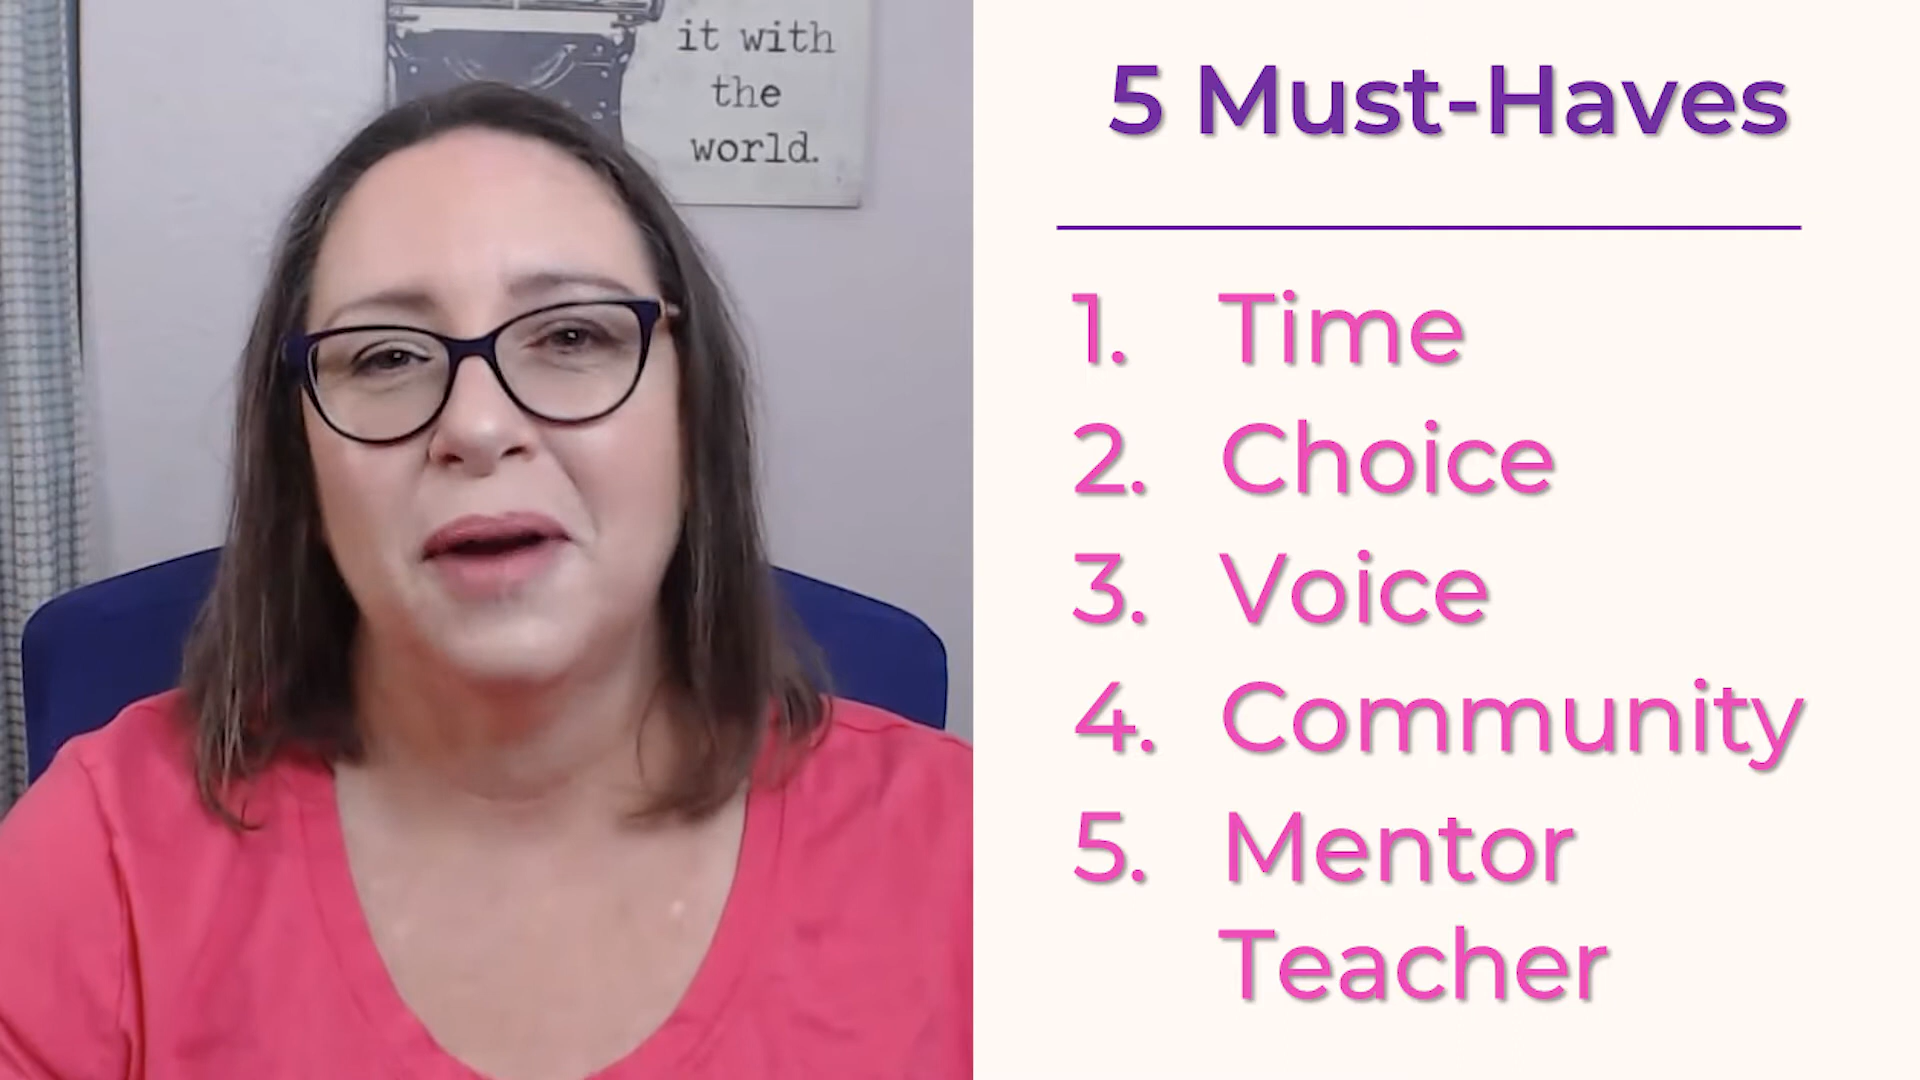 it with
the
world.
5 Must-Haves
1. Time
2. Choice
3. Voice
4. Community
5. Mentor
Teacher